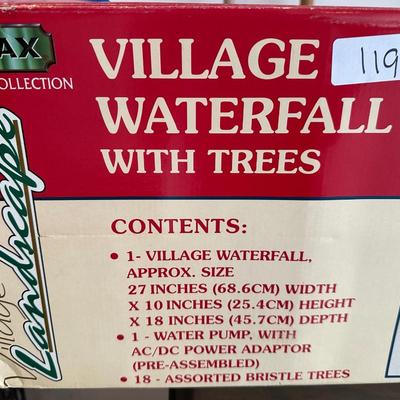 AX
COLLECTION
VILLAGE
WATERFALL
WITH TREES
119
Village
Landscape
CONTENTS:
• 1- VILLAGE WATERFALL,
APPROX. SIZE
27 INCHES (68.6CM) WIDTH
X 10 INCHES (25.4CM) HEIGHT
X 18 INCHES (45.7CM) DEPTH
• 1 - WATER PUMP, WITH
AC/DC POWER ADAPTOR
(PRE-ASSEMBLED)
• 18 - ASSORTED BRISTLE TREES